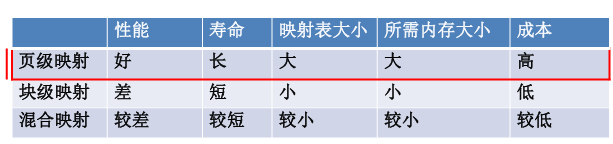 性能 寿命 映射表大小 所需内存大小 成本
页级映射 好 长 大 大 高
块级映射 差 短 小 小 低
混合映射 较差 较短 较小 较小 较低